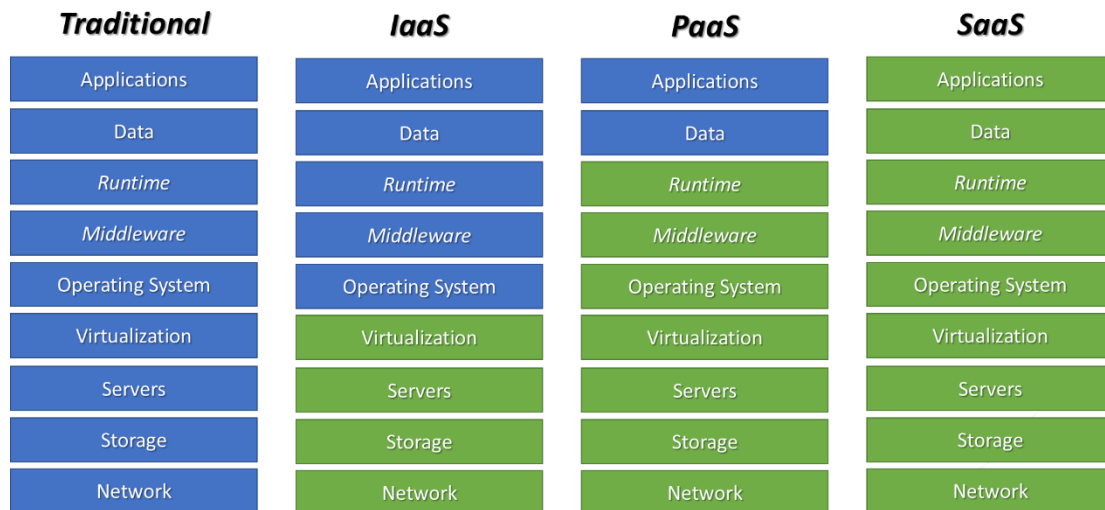 Traditional
IaaS
PaaS
SaaS
Applications
Applications
Applications
Applications
Data
Data
Data
Data
Runtime
Runtime
Runtime
Runtime
Middleware
Middleware
Middleware
Middleware
Operating System
Operating System
Operating System
Operating System
Virtualization
Virtualization
Virtualization
Virtualization
Servers
Servers
Servers
Servers
Storage
Storage
Storage
Storage
Network
Network
Network
Network